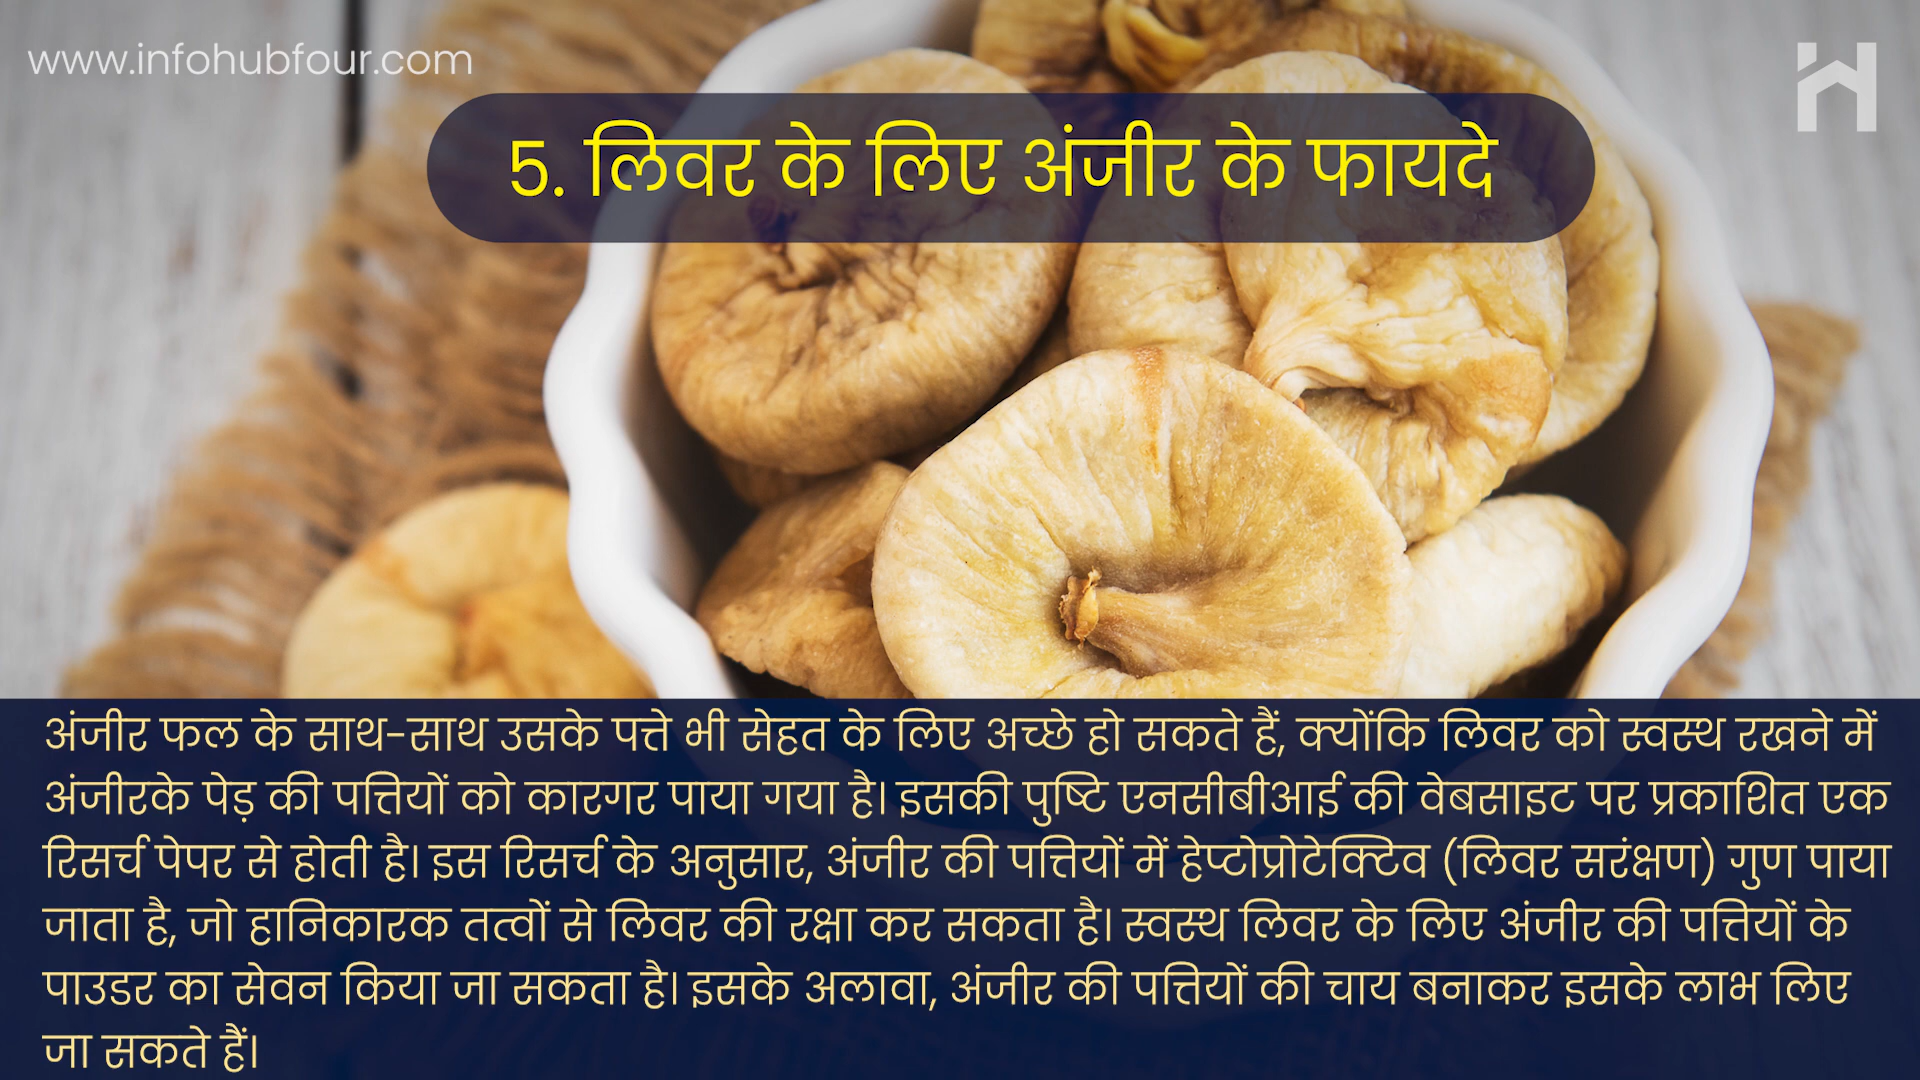 www.infohubfour.com
5. लिवर के लिए अंजीर के फायदे
अंजीर फल के साथ-साथ उसके पत्ते भी सेहत के लिए अच्छे हो सकते हैं, क्योंकि लिवर को स्वस्थ रखने में
अंजीरके पेड़ की पत्तियों को कारगर पाया गया है। इसकी पुष्टि एनसीबीआई की वेबसाइट पर प्रकाशित एक
रिसर्च पेपर से होती है। इस रिसर्च के अनुसार, अंजीर की पत्तियों में हेप्टोप्रोटेक्टिव (लिवर सरंक्षण) गुण पाया
जाता है, जो हानिकारक तत्वों से लिवर की रक्षा कर सकता है। स्वस्थ लिवर के लिए अंजीर की पत्तियों के
पाउडर का सेवन किया जा सकता है। इसके अलावा, अंजीर की पत्तियों की चाय बनाकर इसके लाभ लिए
जा सकते हैं।